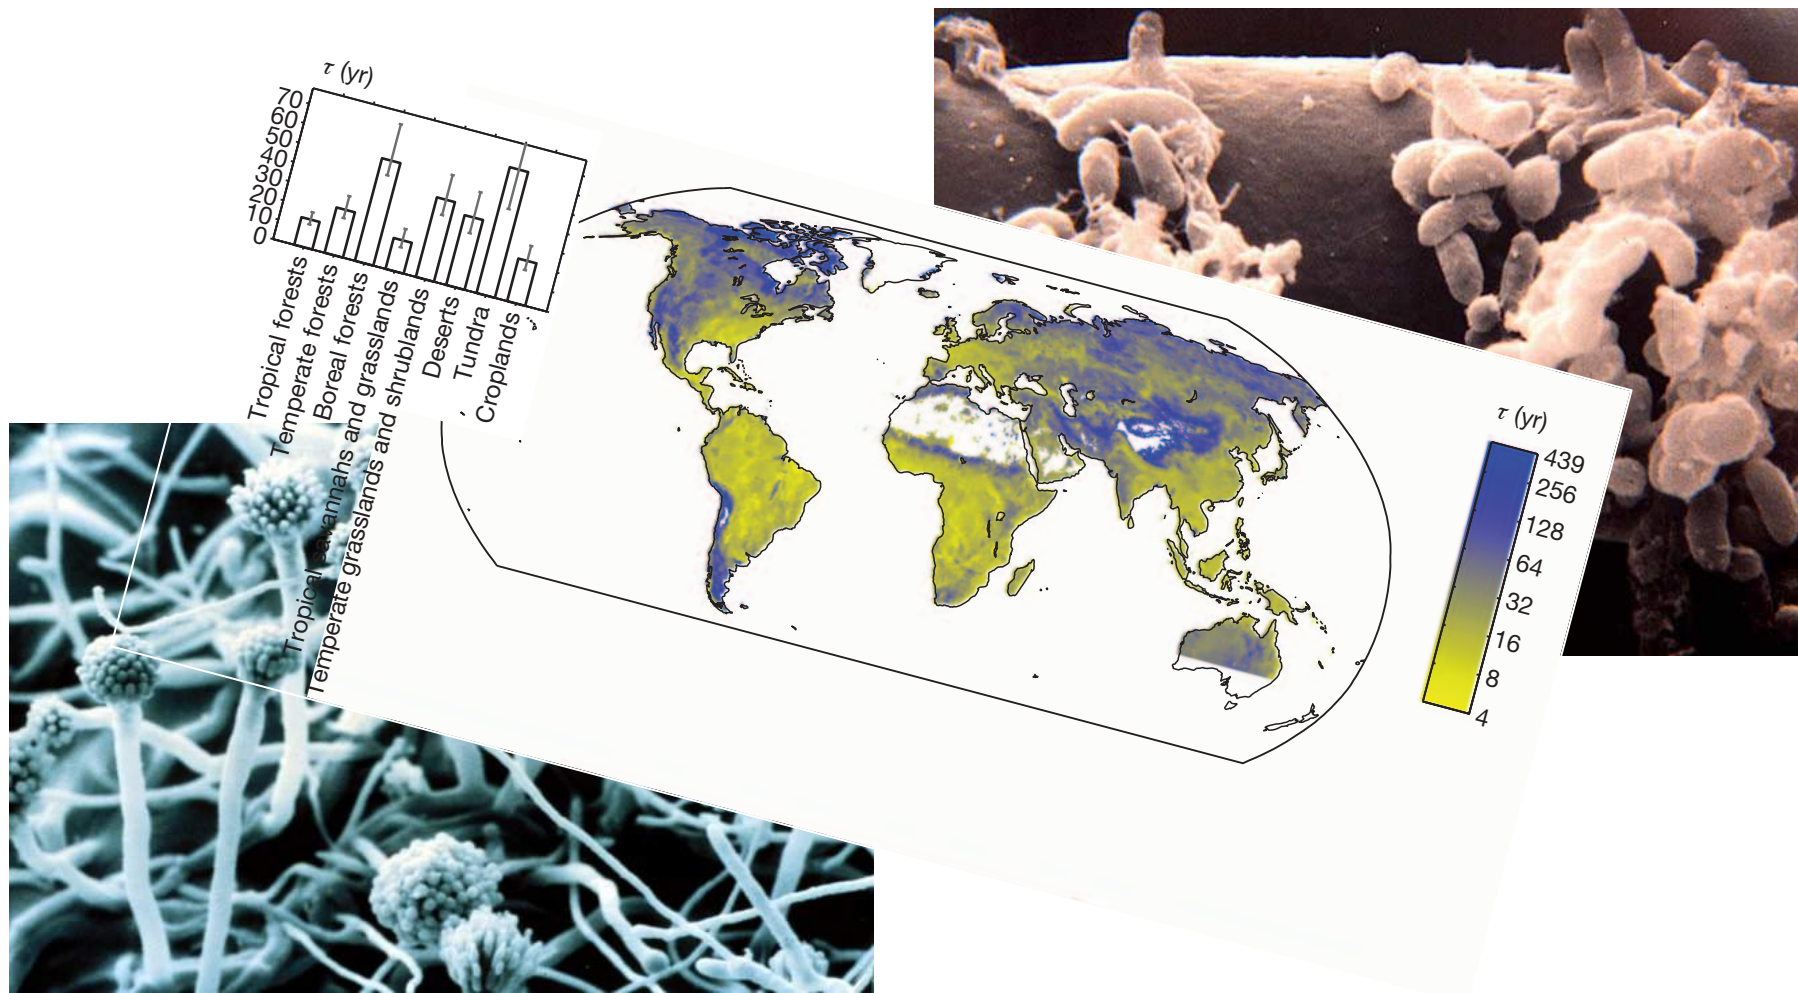 τ (yr)
70
60
50
40
30
20
10
0
Tropical forests
Temperate forests
Boreal forests
Tropical savannahs and grasslands
Temperate grasslands and shrublands
Deserts
Tundra
Croplands
τ (yr)
439
256
128
64
32
16
8
4